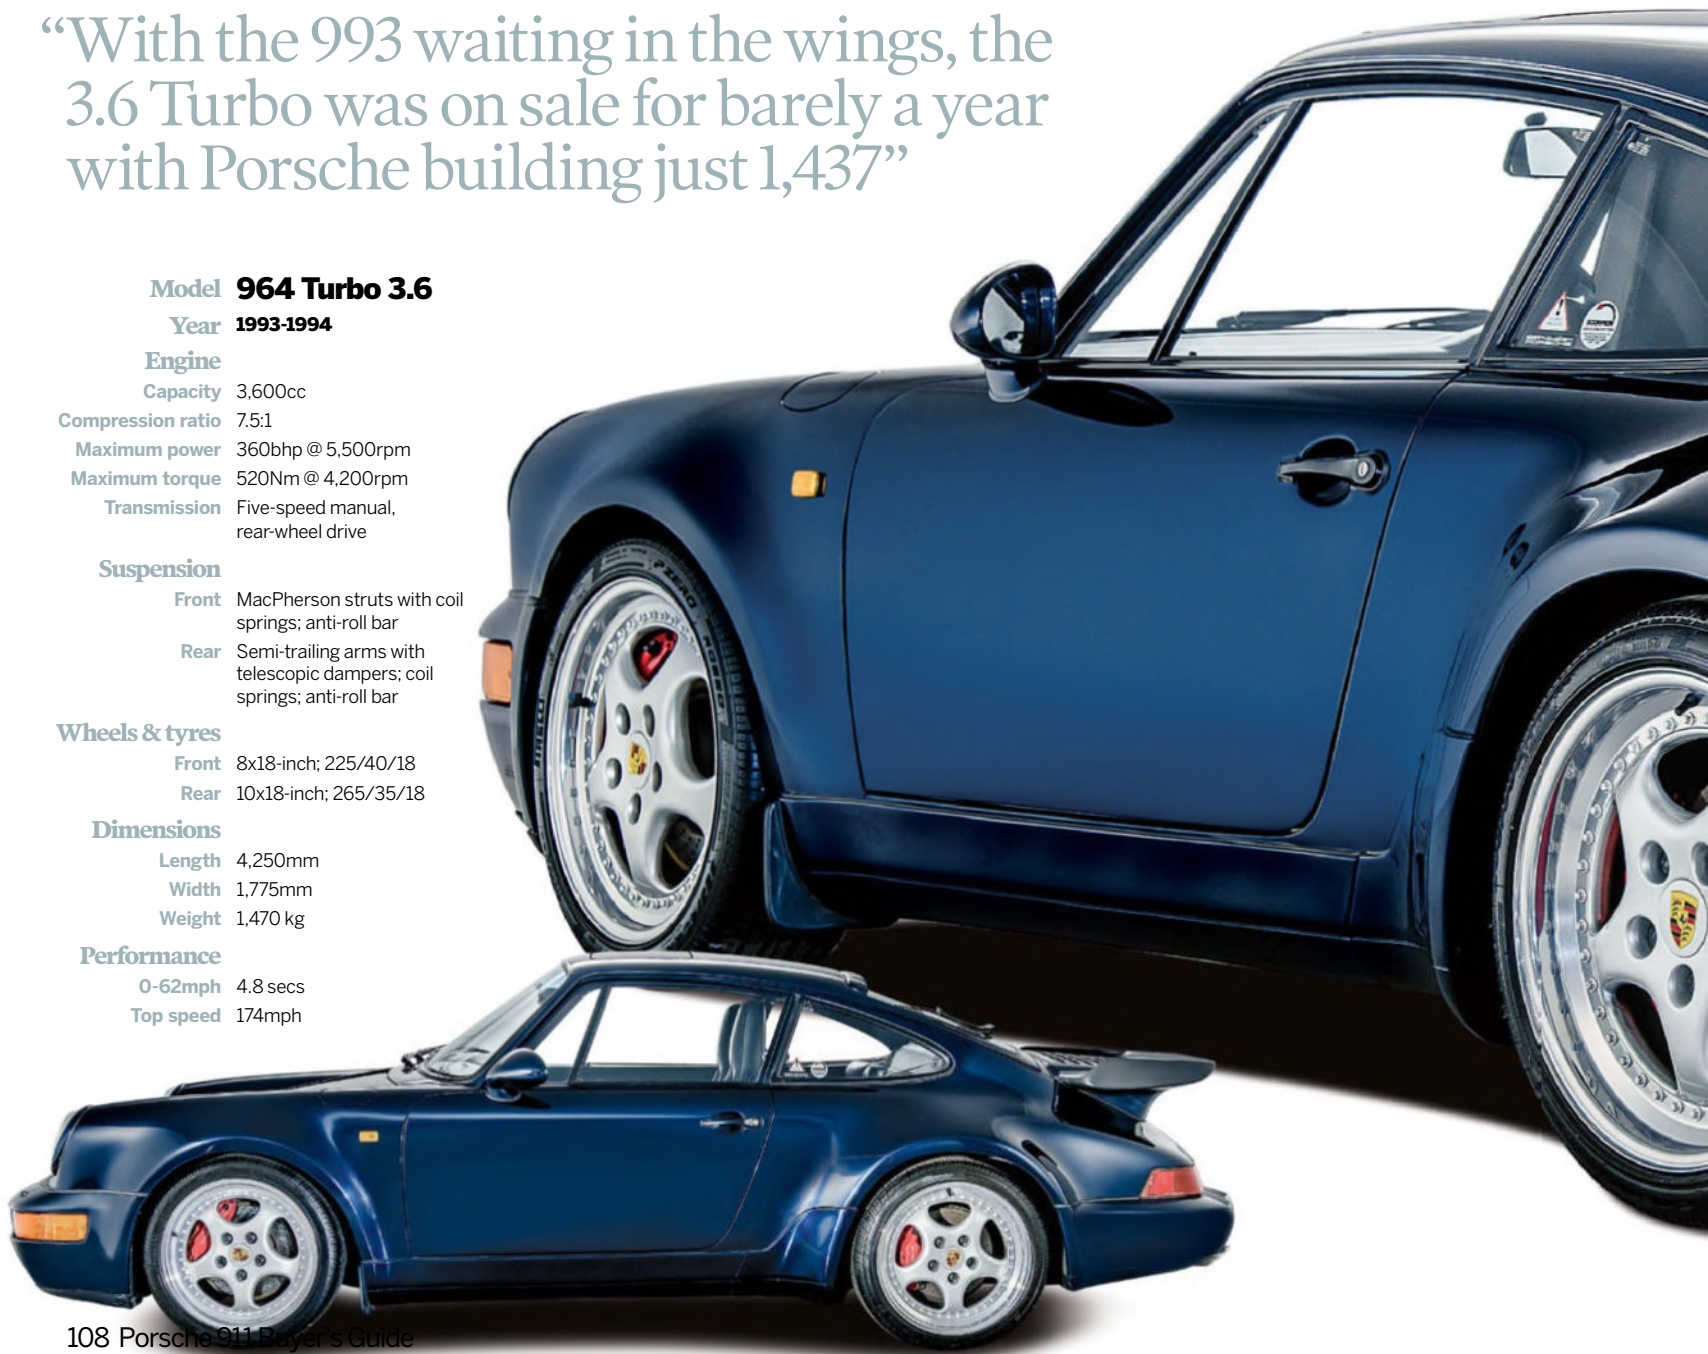 “With the 993 waiting in the wings, the
3.6 Turbo was on sale for barely a year
with Porsche building just 1,437”
Model 964 Turbo 3.6
Year 1993-1994
Engine
Capacity 3,600cc
Compression ratio 7.5:1
Maximum power 360bhp @ 5,500rpm
Maximum torque 520Nm @ 4,200rpm
Transmission Five-speed manual,
rear-wheel drive
Suspension
Front MacPherson struts with coil
springs; anti-roll bar
Rear Semi-trailing arms with
telescopic dampers; coil
springs; anti-roll bar
Wheels & tyres
Front 8x18-inch; 225/40/18
Rear 10x18-inch; 265/35/18
Dimensions
Length 4,250mm
Width 1,775mm
Weight 1,470 kg
Performance
0-62mph 4.8 secs
Top speed 174mph
PZERO
PIRELLI
108 Porsche 911 Buyer’s Guide